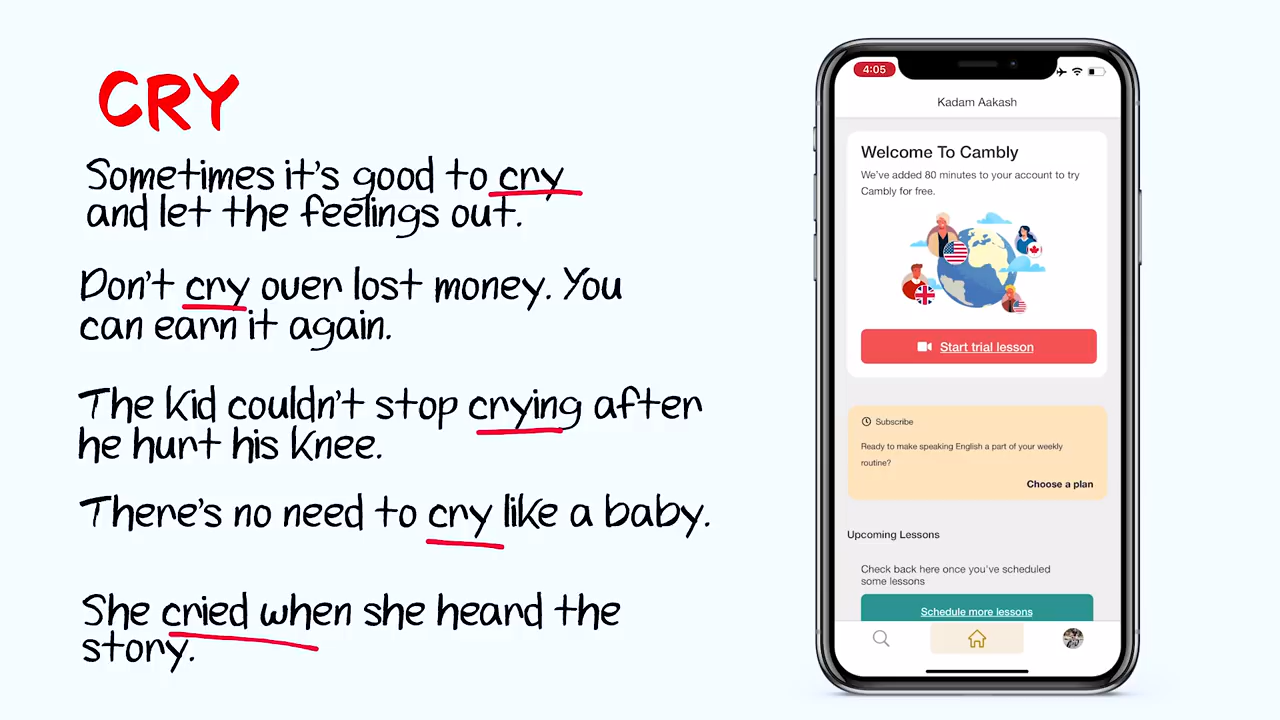 CRY
Sometimes it's good to cry
and let the feelings out.
Don't cry over lost money. You
can earn it again.
The kid couldn't stop crying after
he hurt his knee.
There's no need to cry like a baby.
She cried when she heard the
story.
4:05
Kadam Aakash
Welcome To Cambly
We've added 80 minutes to your account to try
Cambly for free.
Start trial lesson
Subscribe
Ready to make speaking English a part of your weekly
routine?
Choose a plan
Upcoming Lessons
Check back here once you've scheduled
some lessons
Schedule more lessons